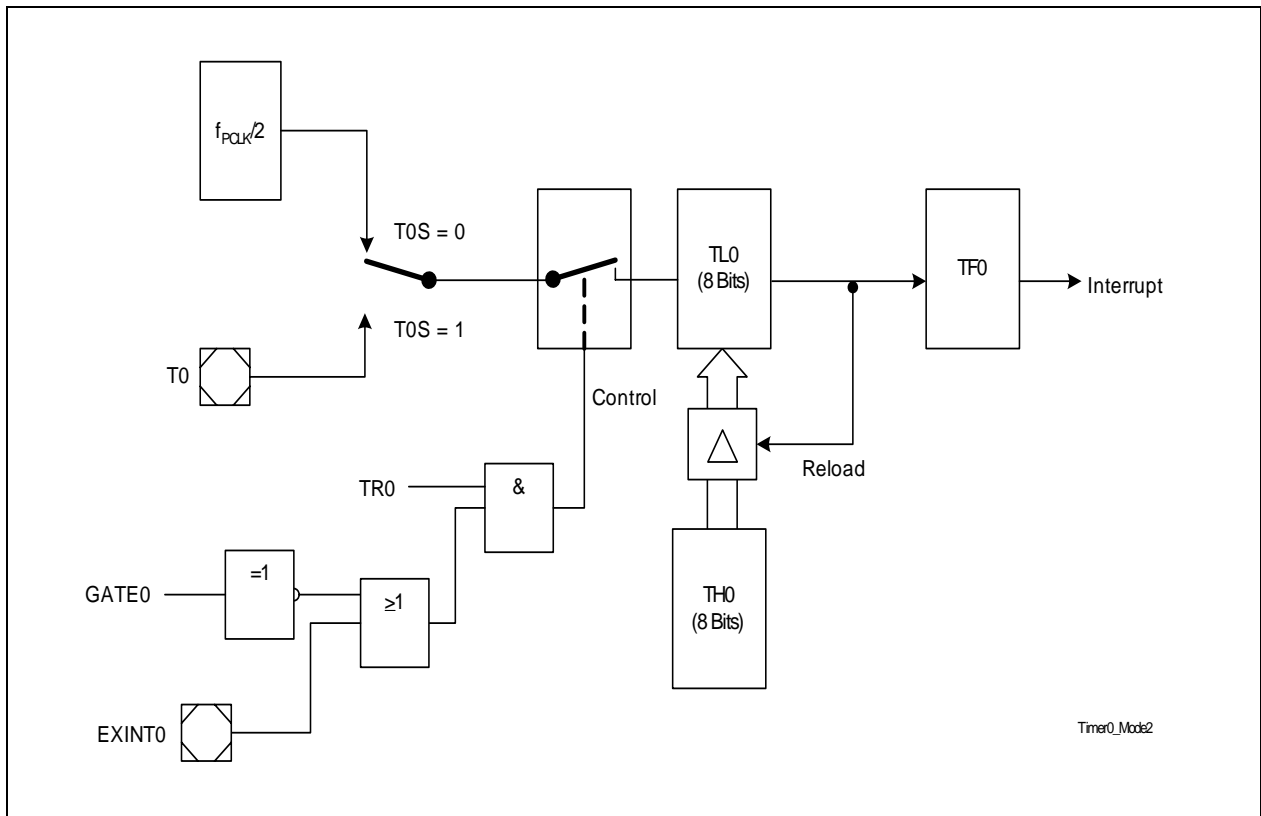 fPCLK/2
T0S = 0
T0S = 1
T0
TL0
(8 Bits)
TF0
Interrupt
Control
Reload
TR0
&
=1
GATE0
≥1
TH0
(8 Bits)
EXINT0
Timer0_Mode2